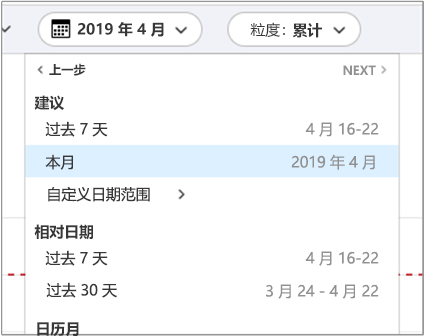 2019 年 4 月 粒度：累计
上一步 NEXT
建议
过去 7 天 4 月 16-22
本月 2019 年 4 月
自定义日期范围
相对日期
过去 7 天 4 月 16-22
过去 30 天 3 月 24 - 4 月 22
日历月